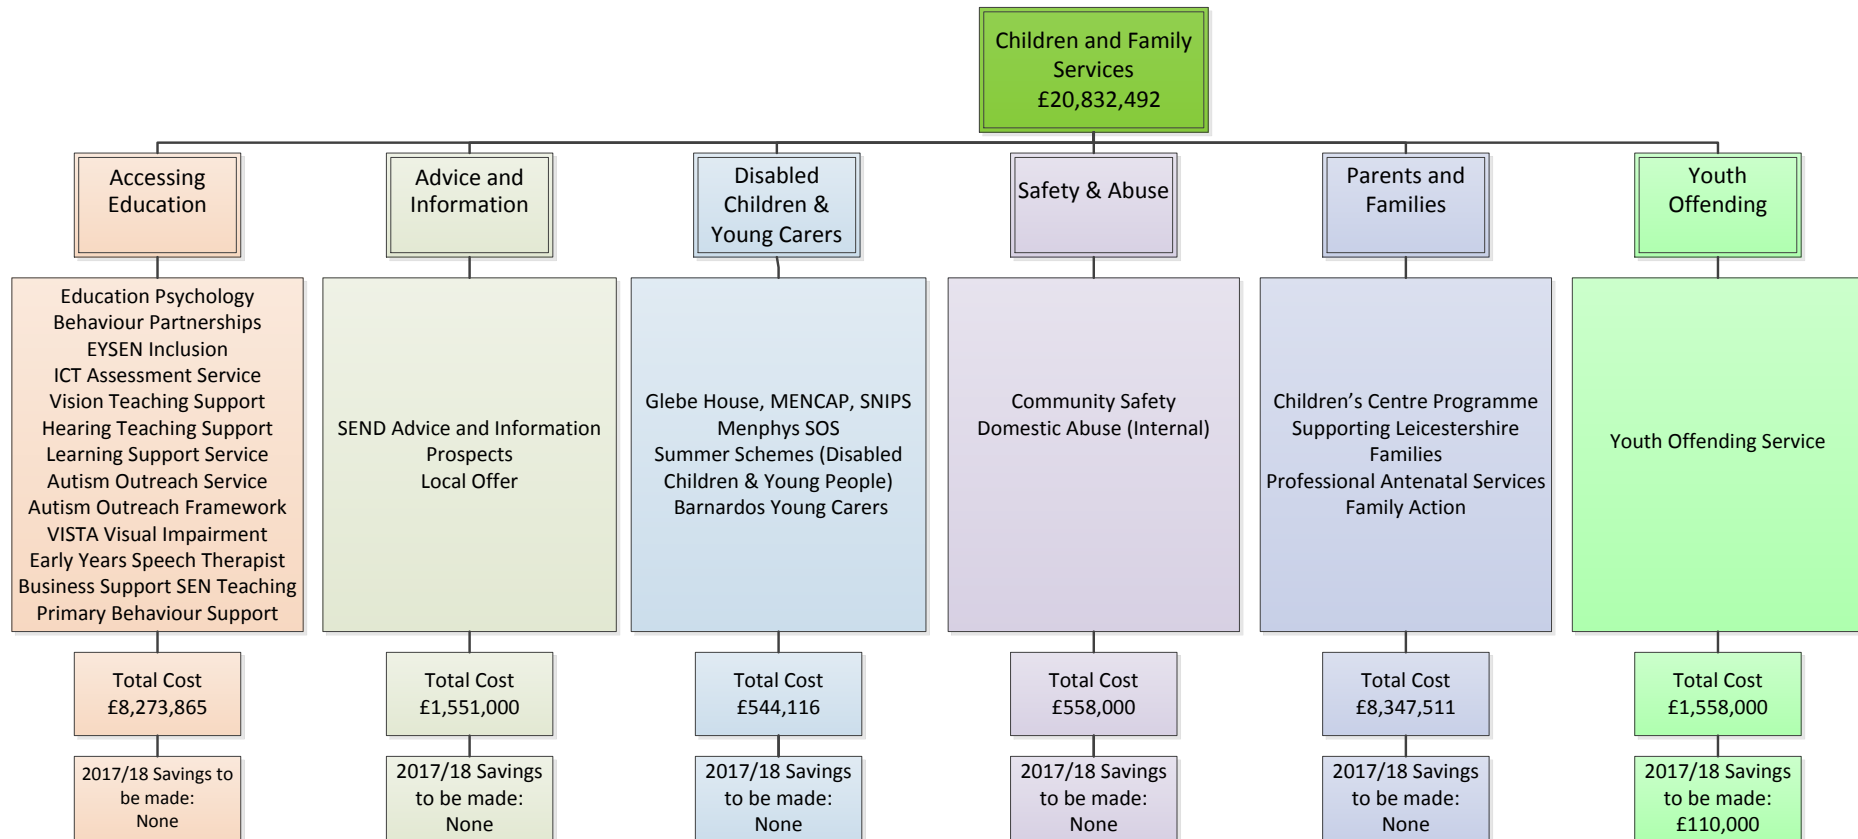 Children and Family
Services
£20,832,492
Accessing
Education
Advice and
Information
Disabled
Children &
Young Carers
Safety & Abuse
Parents and
Families
Youth
Offending
Education Psychology
Behaviour Partnerships
EYSEN Inclusion
ICT Assessment Service
Vision Teaching Support
Hearing Teaching Support
Learning Support Service
Autism Outreach Service
Autism Outreach Framework
VISTA Visual Impairment
Early Years Speech Therapist
Business Support SEN Teaching
Primary Behaviour Support
SEND Advice and Information
Prospects
Local Offer
Glebe House, MENCAP, SNIPS
Menphys SOS
Summer Schemes (Disabled
Children & Young People)
Barnardos Young Carers
Community Safety
Domestic Abuse (Internal)
Children’s Centre Programme
Supporting Leicestershire
Families
Professional Antenatal Services
Family Action
Youth Offending Service
Total Cost
£8,273,865
Total Cost
£1,551,000
Total Cost
£544,116
Total Cost
£558,000
Total Cost
£8,347,511
Total Cost
£1,558,000
2017/18 Savings to
be made:
None
2017/18 Savings
to be made:
None
2017/18 Savings
to be made:
None
2017/18 Savings
to be made:
None
2017/18 Savings
to be made:
None
2017/18 Savings
to be made:
£110,000